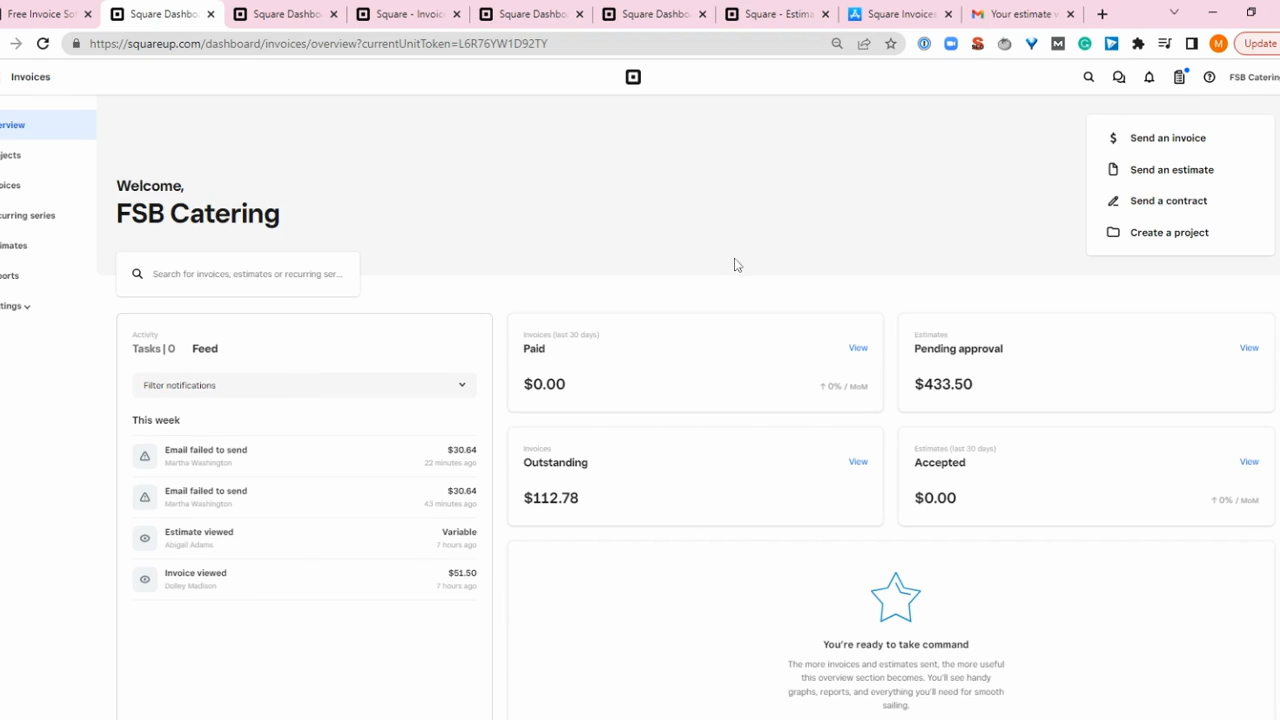 Free Invoice So
Square Dashbo
Square Dashbo
Square - Invoic
Square Dashbo
Square Dashbo
Square - Estima
Square Invoices
Your estimate
https://squareup.com/dashboard/invoices/overview?currentUnitToken=L6R76YW1D92TY
M
Update
Invoices
FSB Caterin
erview
Send an invoice
jects
Send an estimate
oices
Welcome,
Send a contract
curring series
FSB Catering
Create a project
imates
Search for invoices, estimates or recurring ser...
ports
ttings
Activity
Tasks | 0 Feed
Filter notifications
This week
Email failed to send $30.64
Martha Washington 22 minutes ago
Email failed to send $30.64
Martha Washington 43 minutes ago
Estimate viewed Variable
Abigail Adams 7 hours ago
Invoice viewed $51.50
Dolley Madison 7 hours ago
Invoices (last 30 days)
Paid View
$0.00 ↑ 0% / MoM
Estimates
Pending approval View
$433.50
Invoices
Outstanding View
$112.78
Estimates (last 30 days)
Accepted View
$0.00 ↑ 0% / MoM
You're ready to take command
The more invoices and estimates sent, the more useful
this overview section becomes. You'll see handy
graphs, reports, and everything you'll need for smooth
sailing.